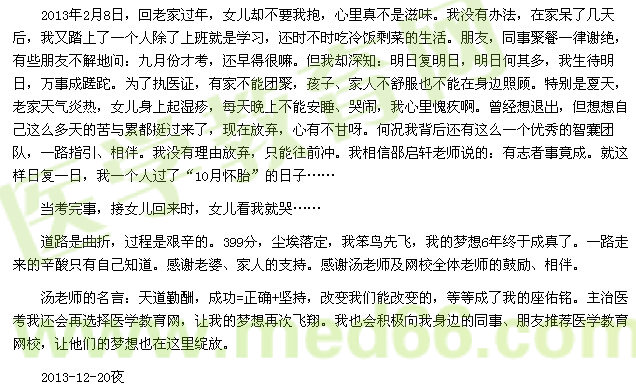 2013年2月8日，回老家过年，女儿却不要我抱，心里真不是滋味。我没有办法，在家呆了几天
后，我又踏上了一个人除了上班就是学习，还时不时吃冷饭剩菜的生活。朋友，同事聚餐一律谢绝，
有些朋友不解地问：九月份才考，还早得很嘛。但我却深知：明日复明日，明日何其多，我生待明
日，万事成蹉跎。为了执医证，有家不能团聚，孩子、家人不舒服也不能在身边照顾。特别是夏天，
老家天气炎热，女儿身上起湿疹，每天晚上不能安睡、哭闹，我心里愧疚啊。曾经想退出，但想想自
己这么多天的苦与累都挺过来了，现在放弃，心有不甘呀。何况我背后还有这么一个优秀的智囊团
队，一路指引、相伴。我没有理由放弃，只能往前冲。我相信邵启轩老师说的：有志者事竟成。就这
样日复一日，我一个人过了“10月怀胎”的日子……
当考完事，接女儿回来时，女儿看我就哭……
道路是曲折，过程是艰辛的。399分，尘埃落定，我笨鸟先飞，我的梦想6年终于成真了。一路走
来的辛酸只有自己知道。感谢老婆、家人的支持。感谢汤老师及网校全体老师的鼓励、相伴。
汤老师的名言：天道勤酬，成功=正确+坚持，改变我们能改变的，等等成了我的座佑铭。主治医
考我还会再选择医学教育网，让我的梦想再次飞翔。我也会积极向我身边的同事、朋友推荐医学教育
网校，让他们的梦想也在这里绽放。
2013-12-20夜
医学教育网
www.med66.com